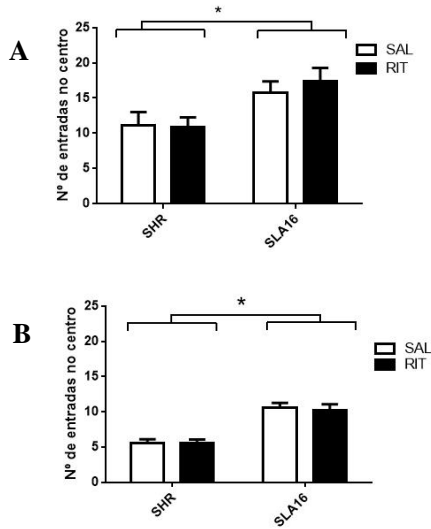 A
*
25
20
15
10
5
0
Nº de entradas no centro
SHR
SLA16
SAL
RIT
B
*
25
20
15
10
5
0
Nº de entradas no centro
SHR
SLA16
SAL
RIT